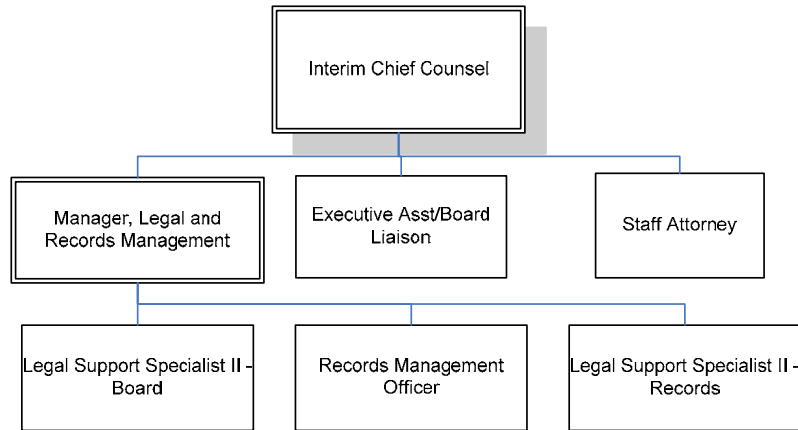 Interim Chief Counsel
Manager, Legal and
Records Management
Executive Asst/Board
Liaison
Staff Attorney
Legal Support Specialist II -
Board
Records Management
Officer
Legal Support Specialist II -
Records